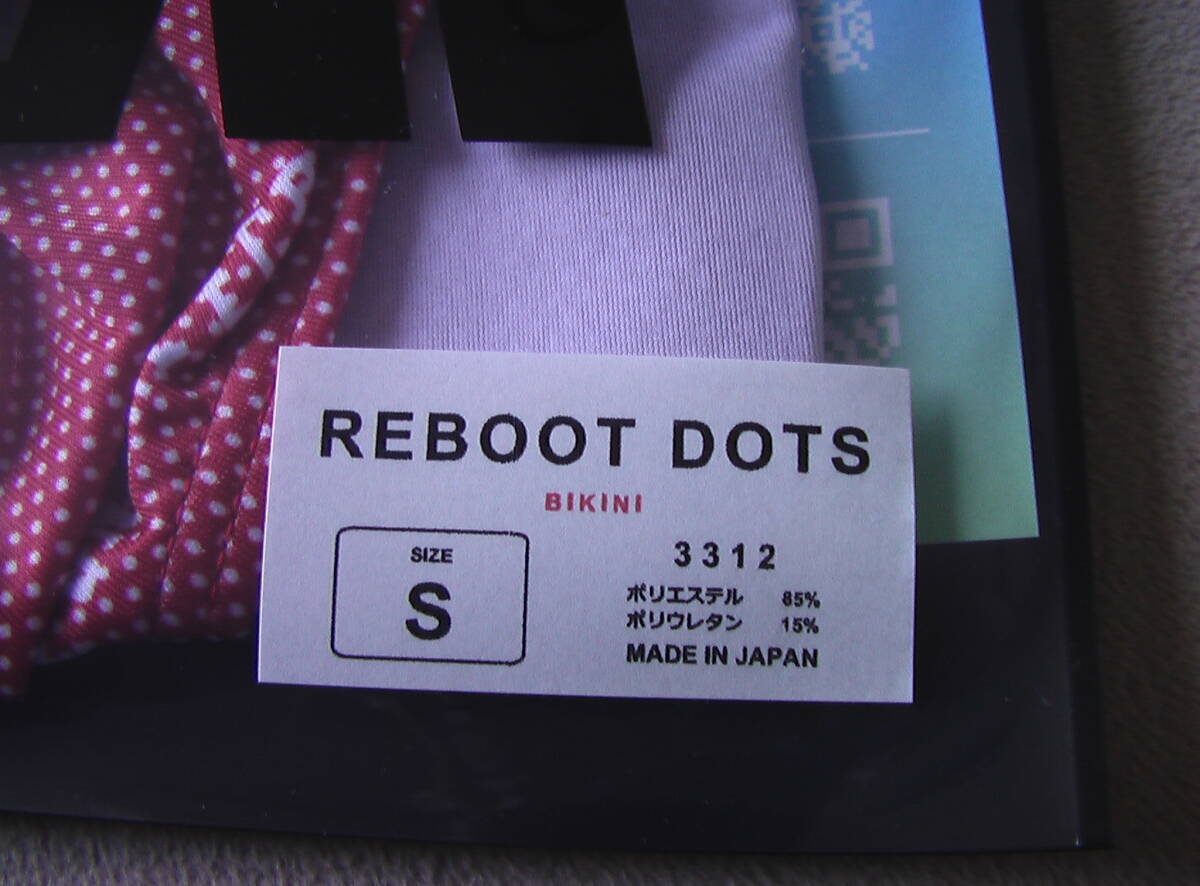 REBOOT DOTS
BIKINI
SIZE
S
3312
ポリエステル 85%
ポリウレタン 15%
MADE IN JAPAN